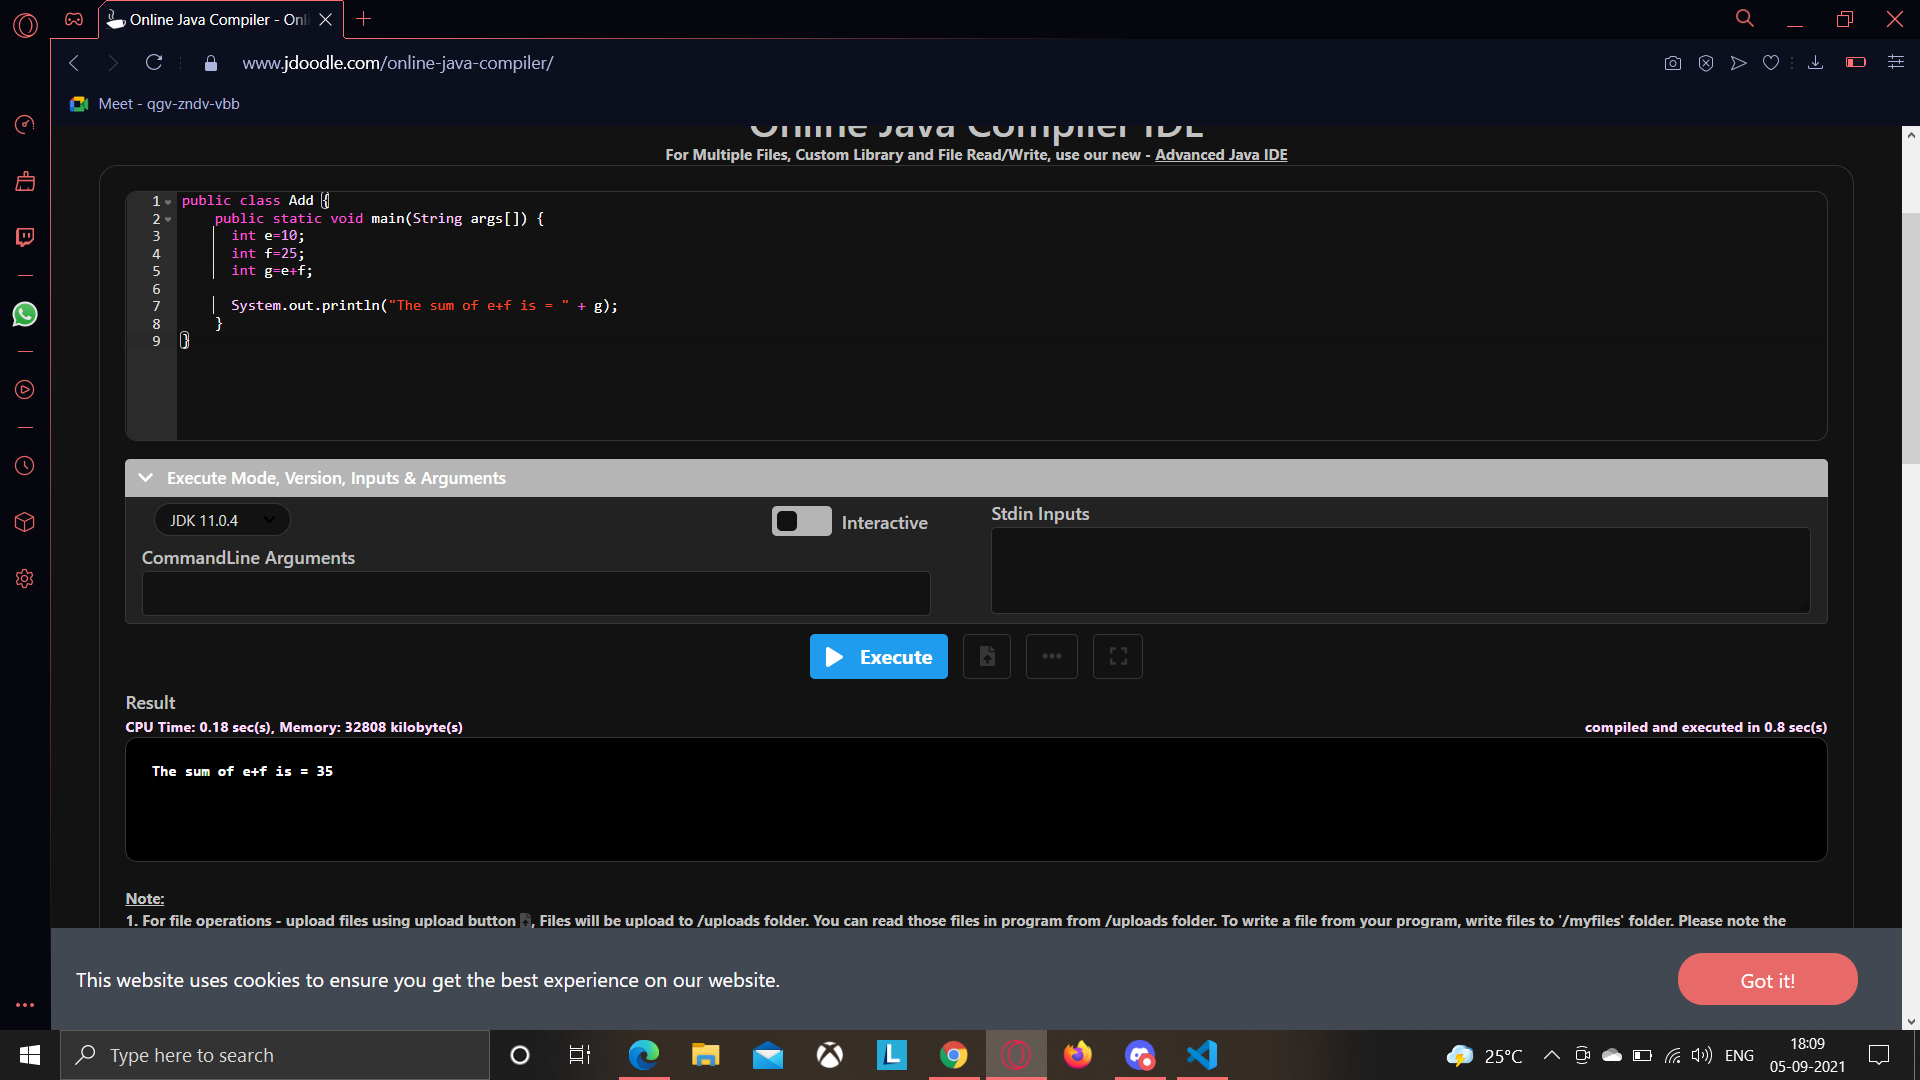 Online Java Compiler - Onl
www.jdoodle.com/online-java-compiler/
Meet - qgv-zndv-vbb
Online Java Compiler IDE
For Multiple Files, Custom Library and File Read/Write, use our new - Advanced Java IDE
1 public class Add {
2 public static void main(String args[]) {
3 int e=10;
4 int f=25;
5 int g=e+f;
6
7 System.out.println("The sum of e+f is = " + g);
8 }
9 }
Execute Mode, Version, Inputs & Arguments
JDK 11.0.4
Interactive
Stdin Inputs
CommandLine Arguments
Execute
Result
CPU Time: 0.18 sec(s), Memory: 32808 kilobyte(s)
compiled and executed in 0.8 sec(s)
The sum of e+f is = 35
Note:
1. For file operations - upload files using upload button , Files will be upload to /uploads folder. You can read those files in program from /uploads folder. To write a file from your program, write files to '/myfiles' folder. Please note the
This website uses cookies to ensure you get the best experience on our website.
Got it!
Type here to search
L
25°C
ENG
18:09
05-09-2021